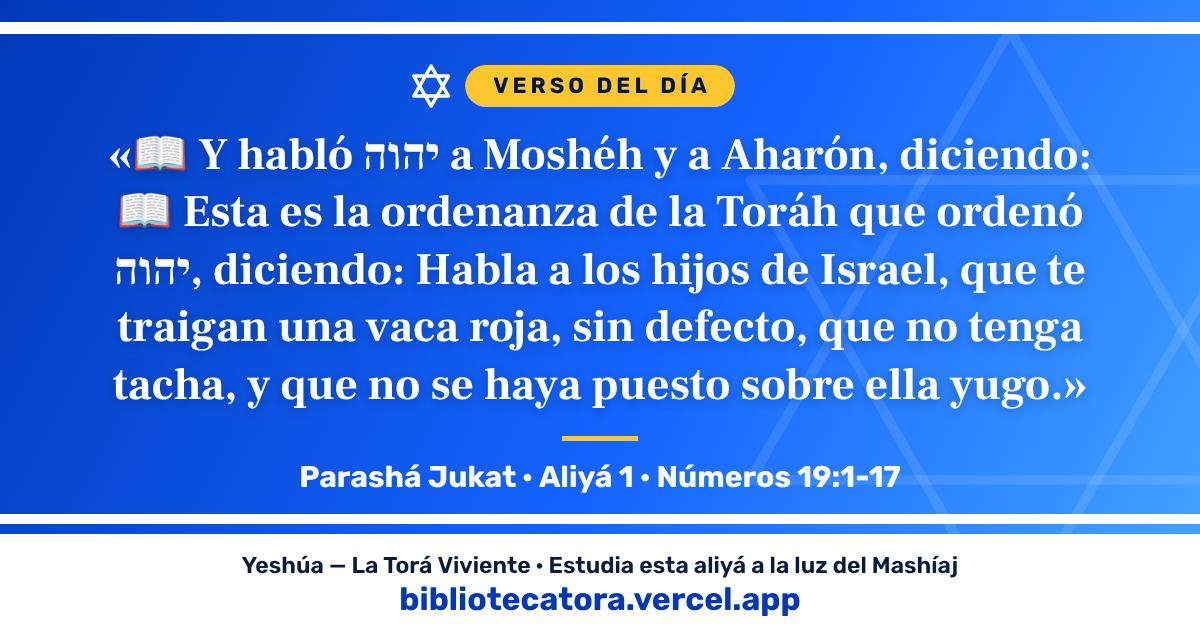 VERSO DEL DÍA
«📖 Y habló יהוה a Moshéh y a Aharón, diciendo:
📖 Esta es la ordenanza de la Toráh que ordenó
יהוה, diciendo: Habla a los hijos de Israel, que te
traigan una vaca roja, sin defecto, que no tenga
tacha, y que no se haya puesto sobre ella yugo.»
Parashá Jukat • Aliyá 1 • Números 19:1-17
Yeshúa — La Torá Viviente • Estudia esta aliyá a la luz del Mashíaj
bibliotecatora.vercel.app